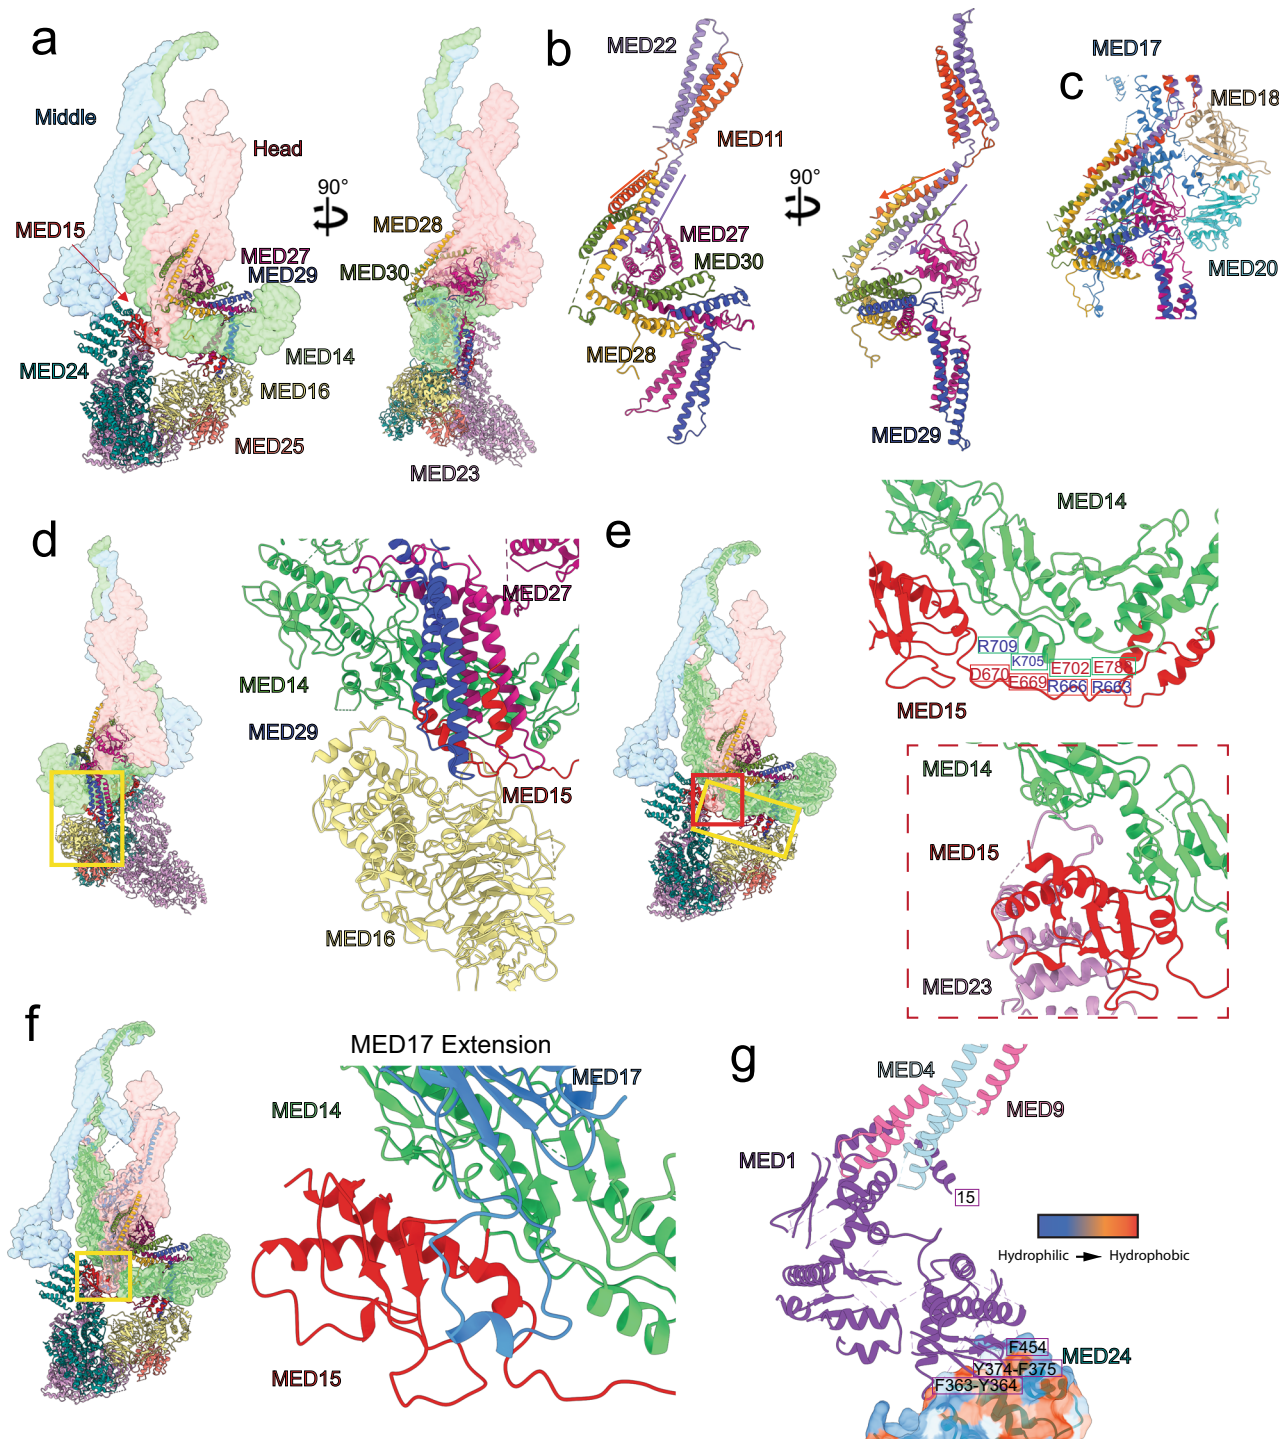 a
Middle
Head
MED15
90°
MED27
MED29
MED24
MED14
MED16
MED25
MED28
MED30
MED23
b
MED22
MED11
90°
MED27
MED30
MED28
MED29
c
MED17
MED18
MED20
d
MED27
MED14
MED29
MED15
MED16
e
MED14
R709
K705
E702
E788
D670
E669
R666
R663
MED15
MED14
MED15
MED23
f
MED17 Extension
MED17
MED14
MED15
g
MED4
MED9
MED1
15
Hydrophilic
Hydrophobic
F454
MED24
Y374-F375
F363-Y364